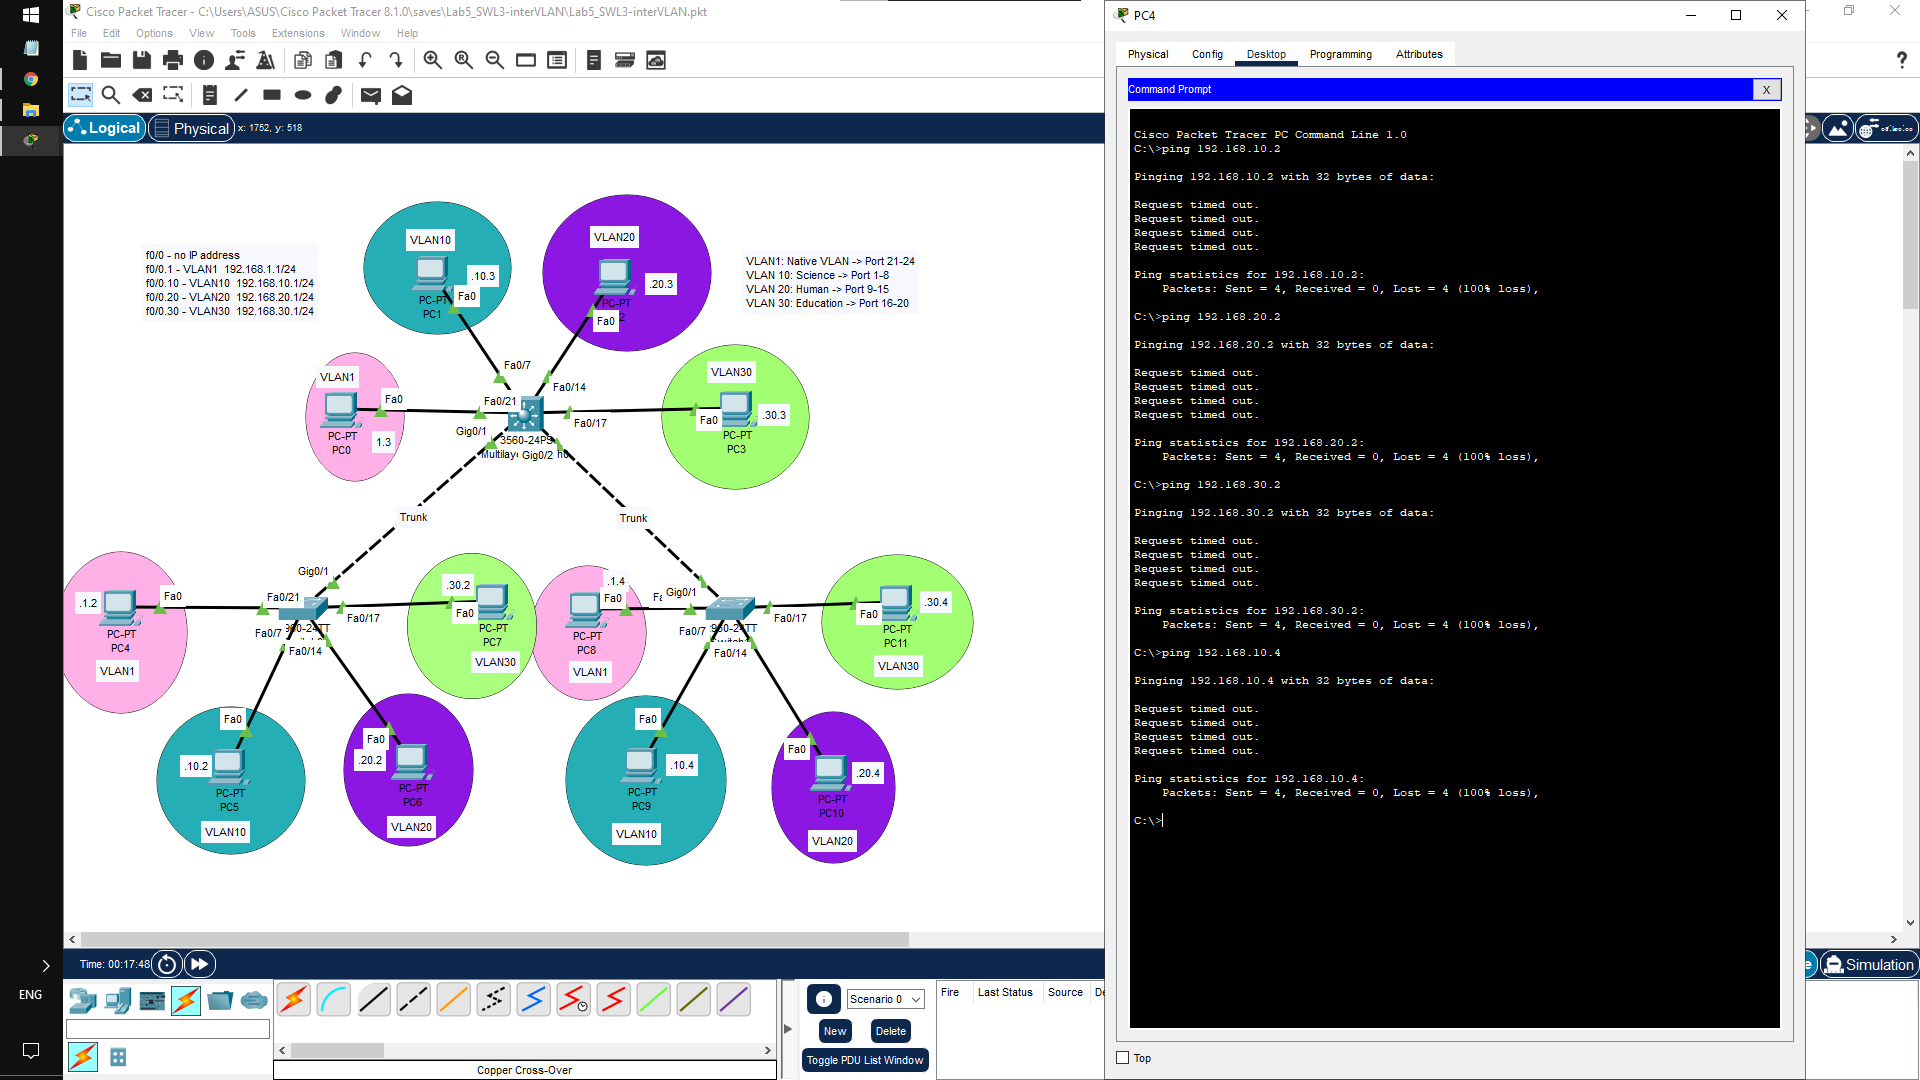 Cisco Packet Tracer - C:\Users\ASUS\Cisco Packet Tracer 8.1.0\saves\Lab5_SWL3-interVLAN\Lab5_SWL3-interVLAN.pkt
File Edit Options View Tools Extensions Window Help
Logical
Physical
x: 1752, y: 518
f0/0 - no IP address
f0/0.1 - VLAN1 192.168.1.1/24
f0/0.10 - VLAN10 192.168.10.1/24
f0/0.20 - VLAN20 192.168.20.1/24
f0/0.30 - VLAN30 192.168.30.1/24
VLAN10
.10.3
PC-PT
PC1
Fa0
VLAN20
.20.3
PC-PT
2
Fa0
VLAN1: Native VLAN -> Port 21-24
VLAN 10: Science -> Port 1-8
VLAN 20: Human -> Port 9-15
VLAN 30: Education -> Port 16-20
VLAN1
Fa0
PC-PT
PC0
1.3
Fa0/7
Fa0/14
Fa0/21
Fa0/17
Gig0/1
3560-24PS
Gig0/2
VLAN30
.30.3
Fa0
PC-PT
PC3
Trunk
Trunk
.1.2
Fa0
PC-PT
PC4
VLAN1
Gig0/1
Fa0/21
Fa0/17
Fa0/7
Fa0/14
.30.2
Fa0
PC-PT
PC7
VLAN30
.1.4
Fa0
PC-PT
PC8
VLAN1
Gig0/1
Fa0/7
Fa0/17
Fa0/14
.30.4
Fa0
PC-PT
PC11
VLAN30
Fa0
.10.2
PC-PT
PC5
VLAN10
Fa0
.20.2
PC-PT
PC6
VLAN20
Fa0
.10.4
PC-PT
PC9
VLAN10
Fa0
.20.4
PC-PT
PC10
VLAN20
Time: 00:17:48
Simulation
ENG
Copper Cross-Over
Scenario 0
New
Delete
Toggle PDU List Window
Fire Last Status Source
PC4
Physical Config Desktop Programming Attributes
Command Prompt
X
Cisco Packet Tracer PC Command Line 1.0
C:\>ping 192.168.10.2
Pinging 192.168.10.2 with 32 bytes of data:
Request timed out.
Request timed out.
Request timed out.
Request timed out.
Ping statistics for 192.168.10.2:
Packets: Sent = 4, Received = 0, Lost = 4 (100% loss),
C:\>ping 192.168.20.2
Pinging 192.168.20.2 with 32 bytes of data:
Request timed out.
Request timed out.
Request timed out.
Request timed out.
Ping statistics for 192.168.20.2:
Packets: Sent = 4, Received = 0, Lost = 4 (100% loss),
C:\>ping 192.168.30.2
Pinging 192.168.30.2 with 32 bytes of data:
Request timed out.
Request timed out.
Request timed out.
Request timed out.
Ping statistics for 192.168.30.2:
Packets: Sent = 4, Received = 0, Lost = 4 (100% loss),
C:\>ping 192.168.10.4
Pinging 192.168.10.4 with 32 bytes of data:
Request timed out.
Request timed out.
Request timed out.
Request timed out.
Ping statistics for 192.168.10.4:
Packets: Sent = 4, Received = 0, Lost = 4 (100% loss),
C:\>
Top